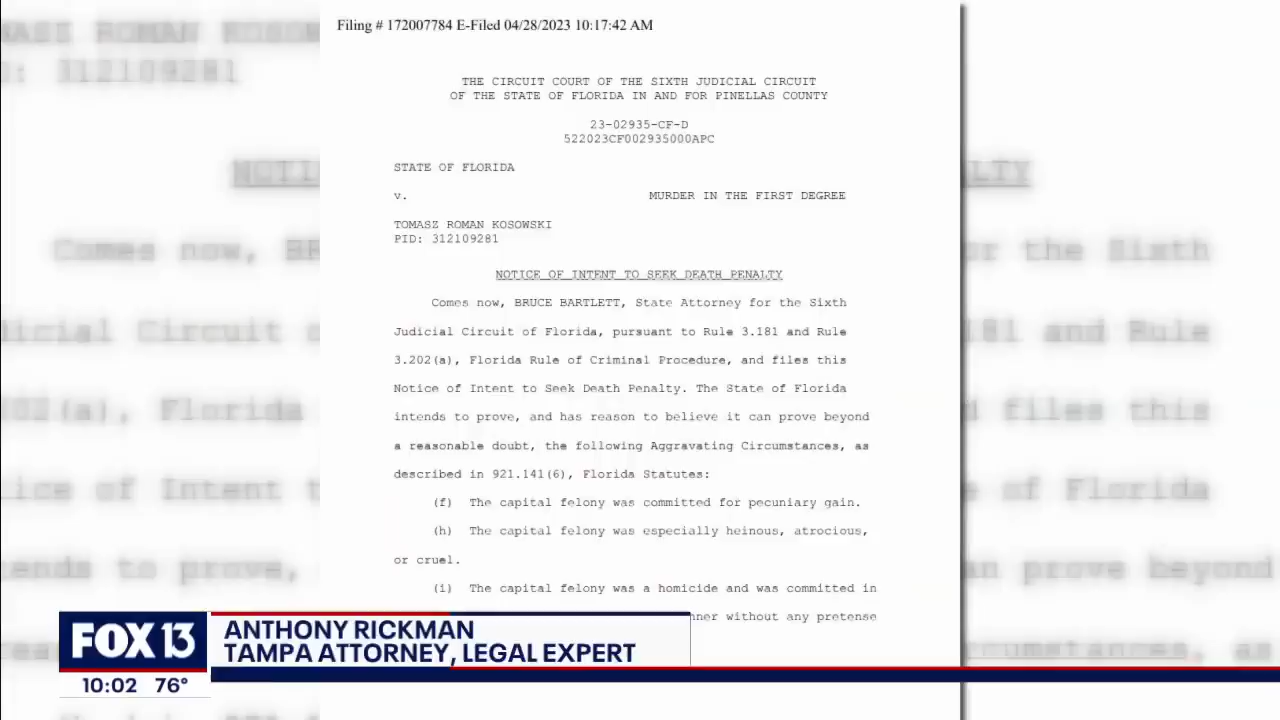 Filing # 172007784 E-Filed 04/28/2023 10:17:42 AM
THE CIRCUIT COURT OF THE SIXTH JUDICIAL CIRCUIT
OF THE STATE OF FLORIDA IN AND FOR PINELLAS COUNTY
23-02935-CF-D
522023CF002935000APC
STATE OF FLORIDA
v. MURDER IN THE FIRST DEGREE
TOMASZ ROMAN KOSOWSKI
PID: 312109281
NOTICE OF INTENT TO SEEK DEATH PENALTY
Comes now, BRUCE BARTLETT, State Attorney for the Sixth
Judicial Circuit of Florida, pursuant to Rule 3.181 and Rule
3.202(a), Florida Rule of Criminal Procedure, and files this
Notice of Intent to Seek Death Penalty. The State of Florida
intends to prove, and has reason to believe it can prove beyond
a reasonable doubt, the following Aggravating Circumstances, as
described in 921.141(6), Florida Statutes:
(f) The capital felony was committed for pecuniary gain.
(h) The capital felony was especially heinous, atrocious,
or cruel.
(i) The capital felony was a homicide and was committed in
without any pretense
FOX 13
ANTHONY RICKMAN
TAMPA ATTORNEY, LEGAL EXPERT
10:02 76°